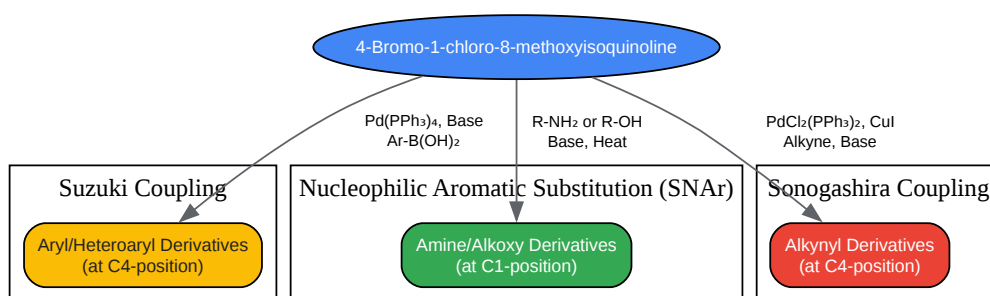 4-Bromo-1-chloro-8-methoxyisoquinoline
Pd(PPh₃)₄, Base
Ar-B(OH)₂
R-NH₂ or R-OH
Base, Heat
PdCl₂(PPh₃)₂, CuI
Alkyne, Base
Suzuki Coupling
Nucleophilic Aromatic Substitution (SNAr)
Sonogashira Coupling
Aryl/Heteroaryl Derivatives
(at C4-position)
Amine/Alkoxy Derivatives
(at C1-position)
Alkynyl Derivatives
(at C4-position)